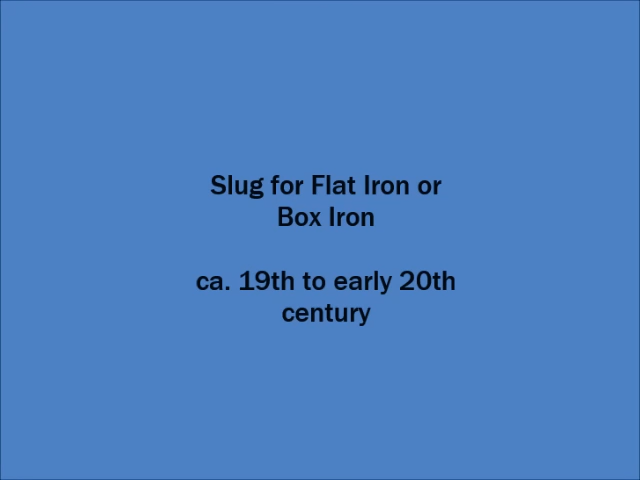 Slug for Flat Iron or
Box Iron
ca. 19th to early 20th
century